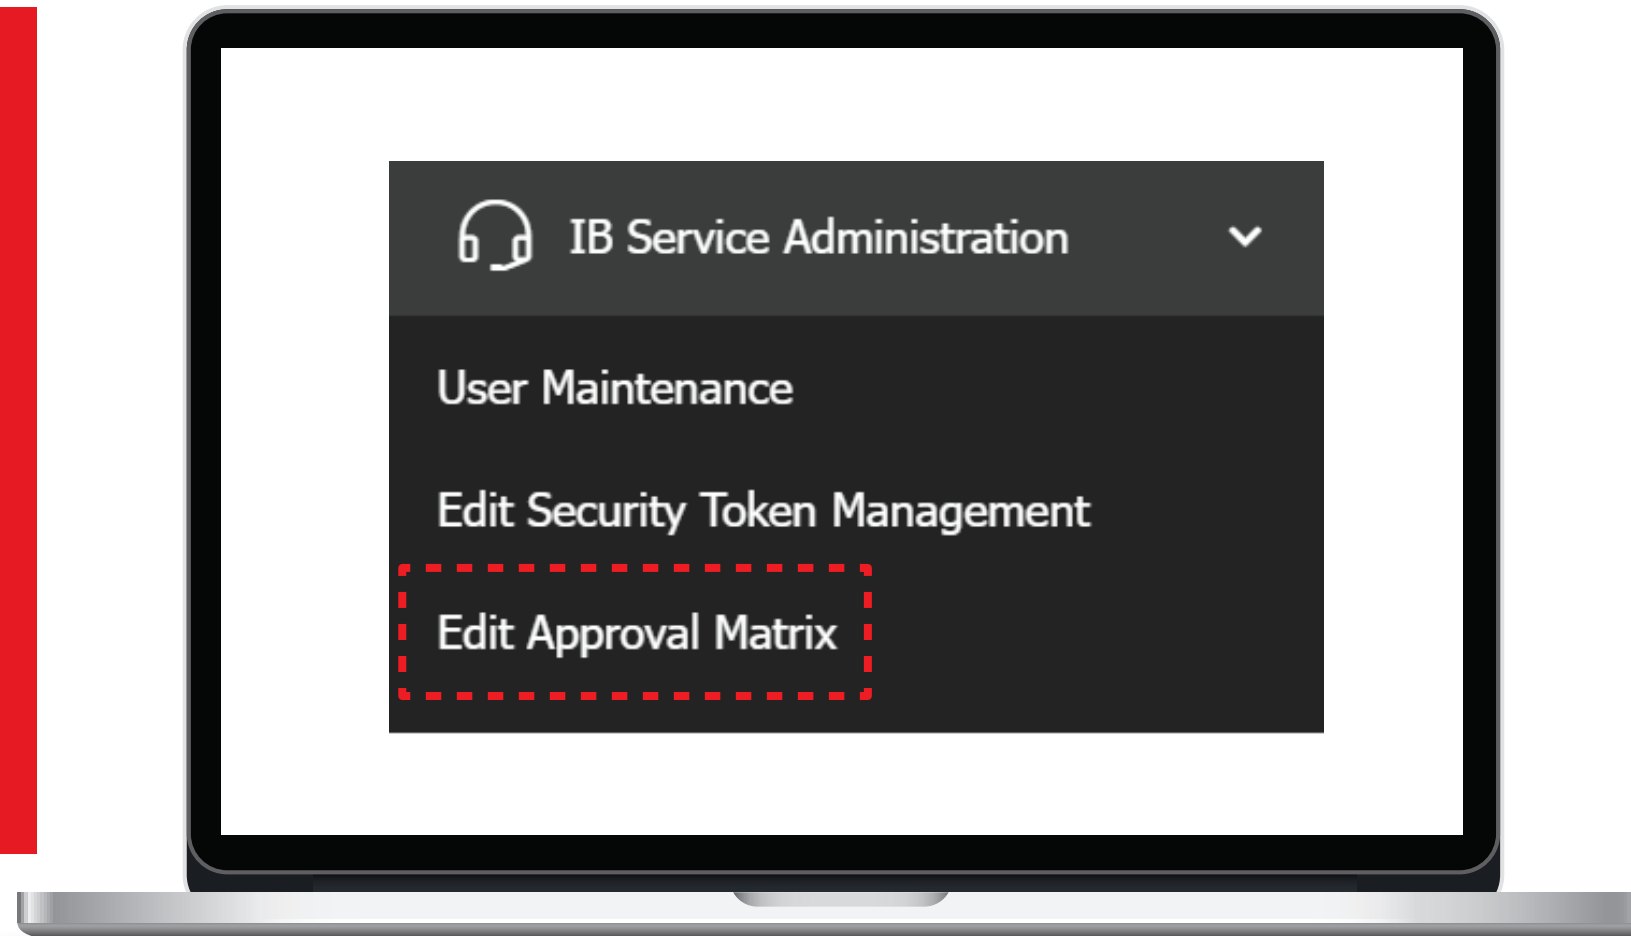 IB Service Administration
User Maintenance
Edit Security Token Management
Edit Approval Matrix